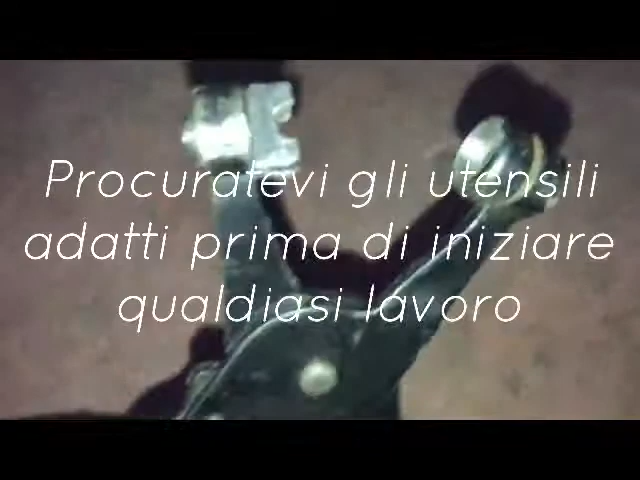 Procuratevi gli utensili
adatti prima di iniziare
qualdiasi lavoro